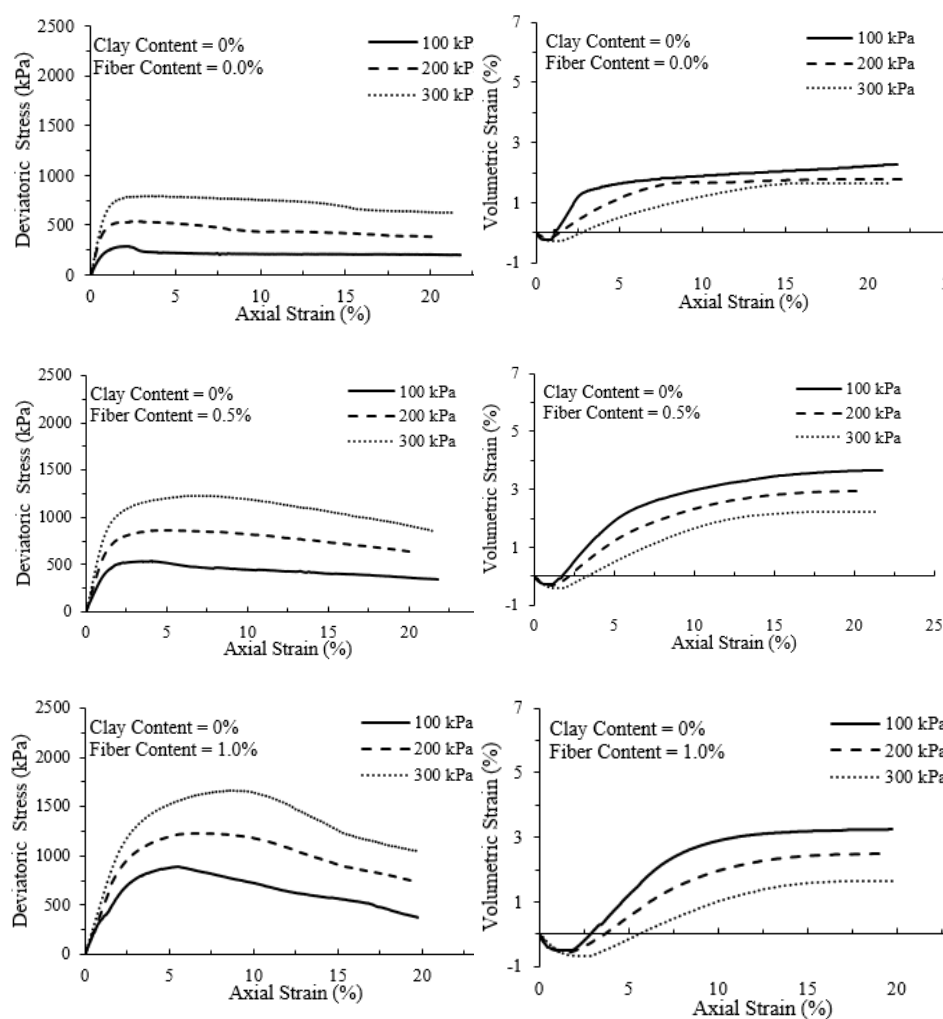 Clay Content = 0%
Fiber Content = 0.0%
100 kP
200 kP
300 kP
Deviatoric Stress (kPa)
2500
2000
1500
1000
500
0
0 5 10 15 20
Axial Strain (%)
Clay Content = 0%
Fiber Content = 0.0%
100 kPa
200 kPa
300 kPa
Volumetric Strain (%)
7
5
3
1
-1
0 5 10 15 20
Axial Strain (%)
Clay Content = 0%
Fiber Content = 0.5%
100 kPa
200 kPa
300 kPa
Deviatoric Stress (kPa)
2500
2000
1500
1000
500
0
0 5 10 15 20
Axial Strain (%)
Clay Content = 0%
Fiber Content = 0.5%
100 kPa
200 kPa
300 kPa
Volumetric Strain (%)
7
5
3
1
-1
0 5 10 15 20 25
Axial Strain (%)
Clay Content = 0%
Fiber Content = 1.0%
100 kPa
200 kPa
300 kPa
Deviatoric Stress (kPa)
2500
2000
1500
1000
500
0
0 5 10 15 20
Axial Strain (%)
Clay Content = 0%
Fiber Content = 1.0%
100 kPa
200 kPa
300 kPa
Volumetric Strain (%)
7
5
3
1
-1
0 5 10 15 20
Axial Strain (%)